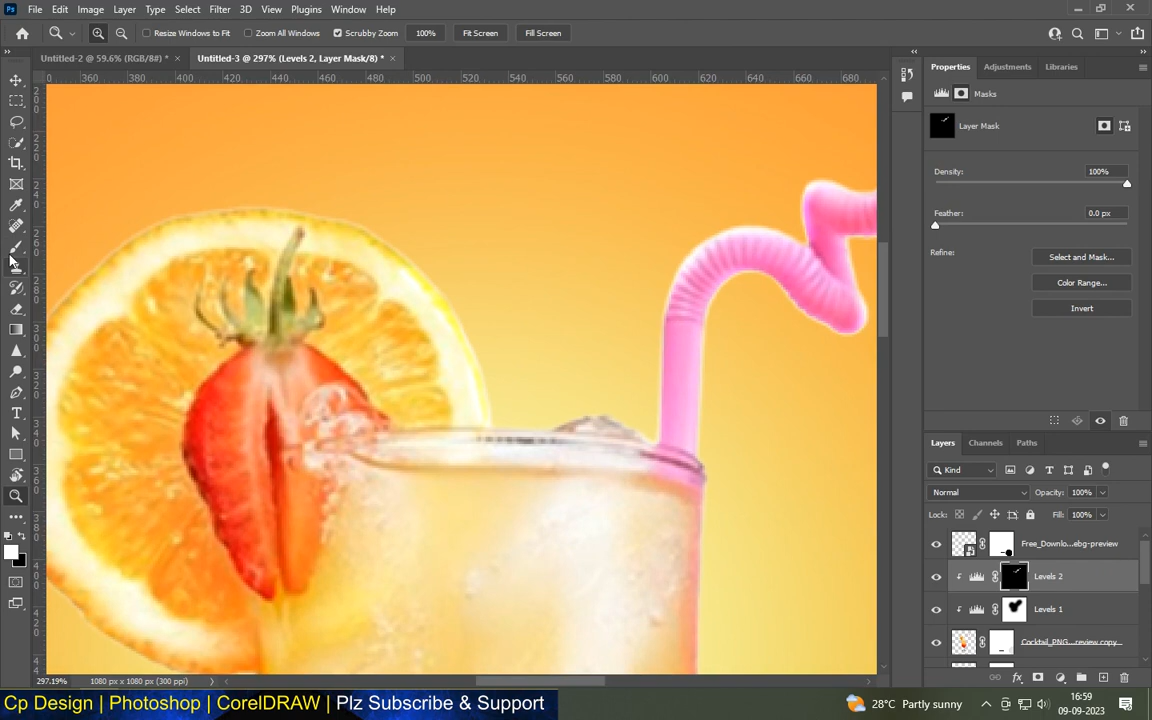 File Edit Image Layer Type Select Filter 3D View Plugins Window Help
Resize Windows to Fit Zoom All Windows Scrubby Zoom 100% Fit Screen Fill Screen
Untitled-2 @ 59.6% (RGB/8#) * × Untitled-3 @ 297% (Levels 2, Layer Mask/8) * ×
0 360 380 400 420 440 460 480 500 520 540 560 580 600 620 640 660 680
Properties Adjustments Libraries
Masks
Layer Mask
Density: 100%
Feather: 0.0 px
Refine: Select and Mask...
Color Range...
Invert
Layers Channels Paths
Kind
Normal Opacity: 100%
Lock: Fill: 100%
Free_Downlo...ebg-preview
Levels 2
Levels 1
Cocktail_PNG...review copy
297.19% 1080 px x 1080 px (300 ppi)
Cp Design | Photoshop | CorelDRAW | Plz Subscribe & Support
28°C Partly sunny
16:59
09-09-2023